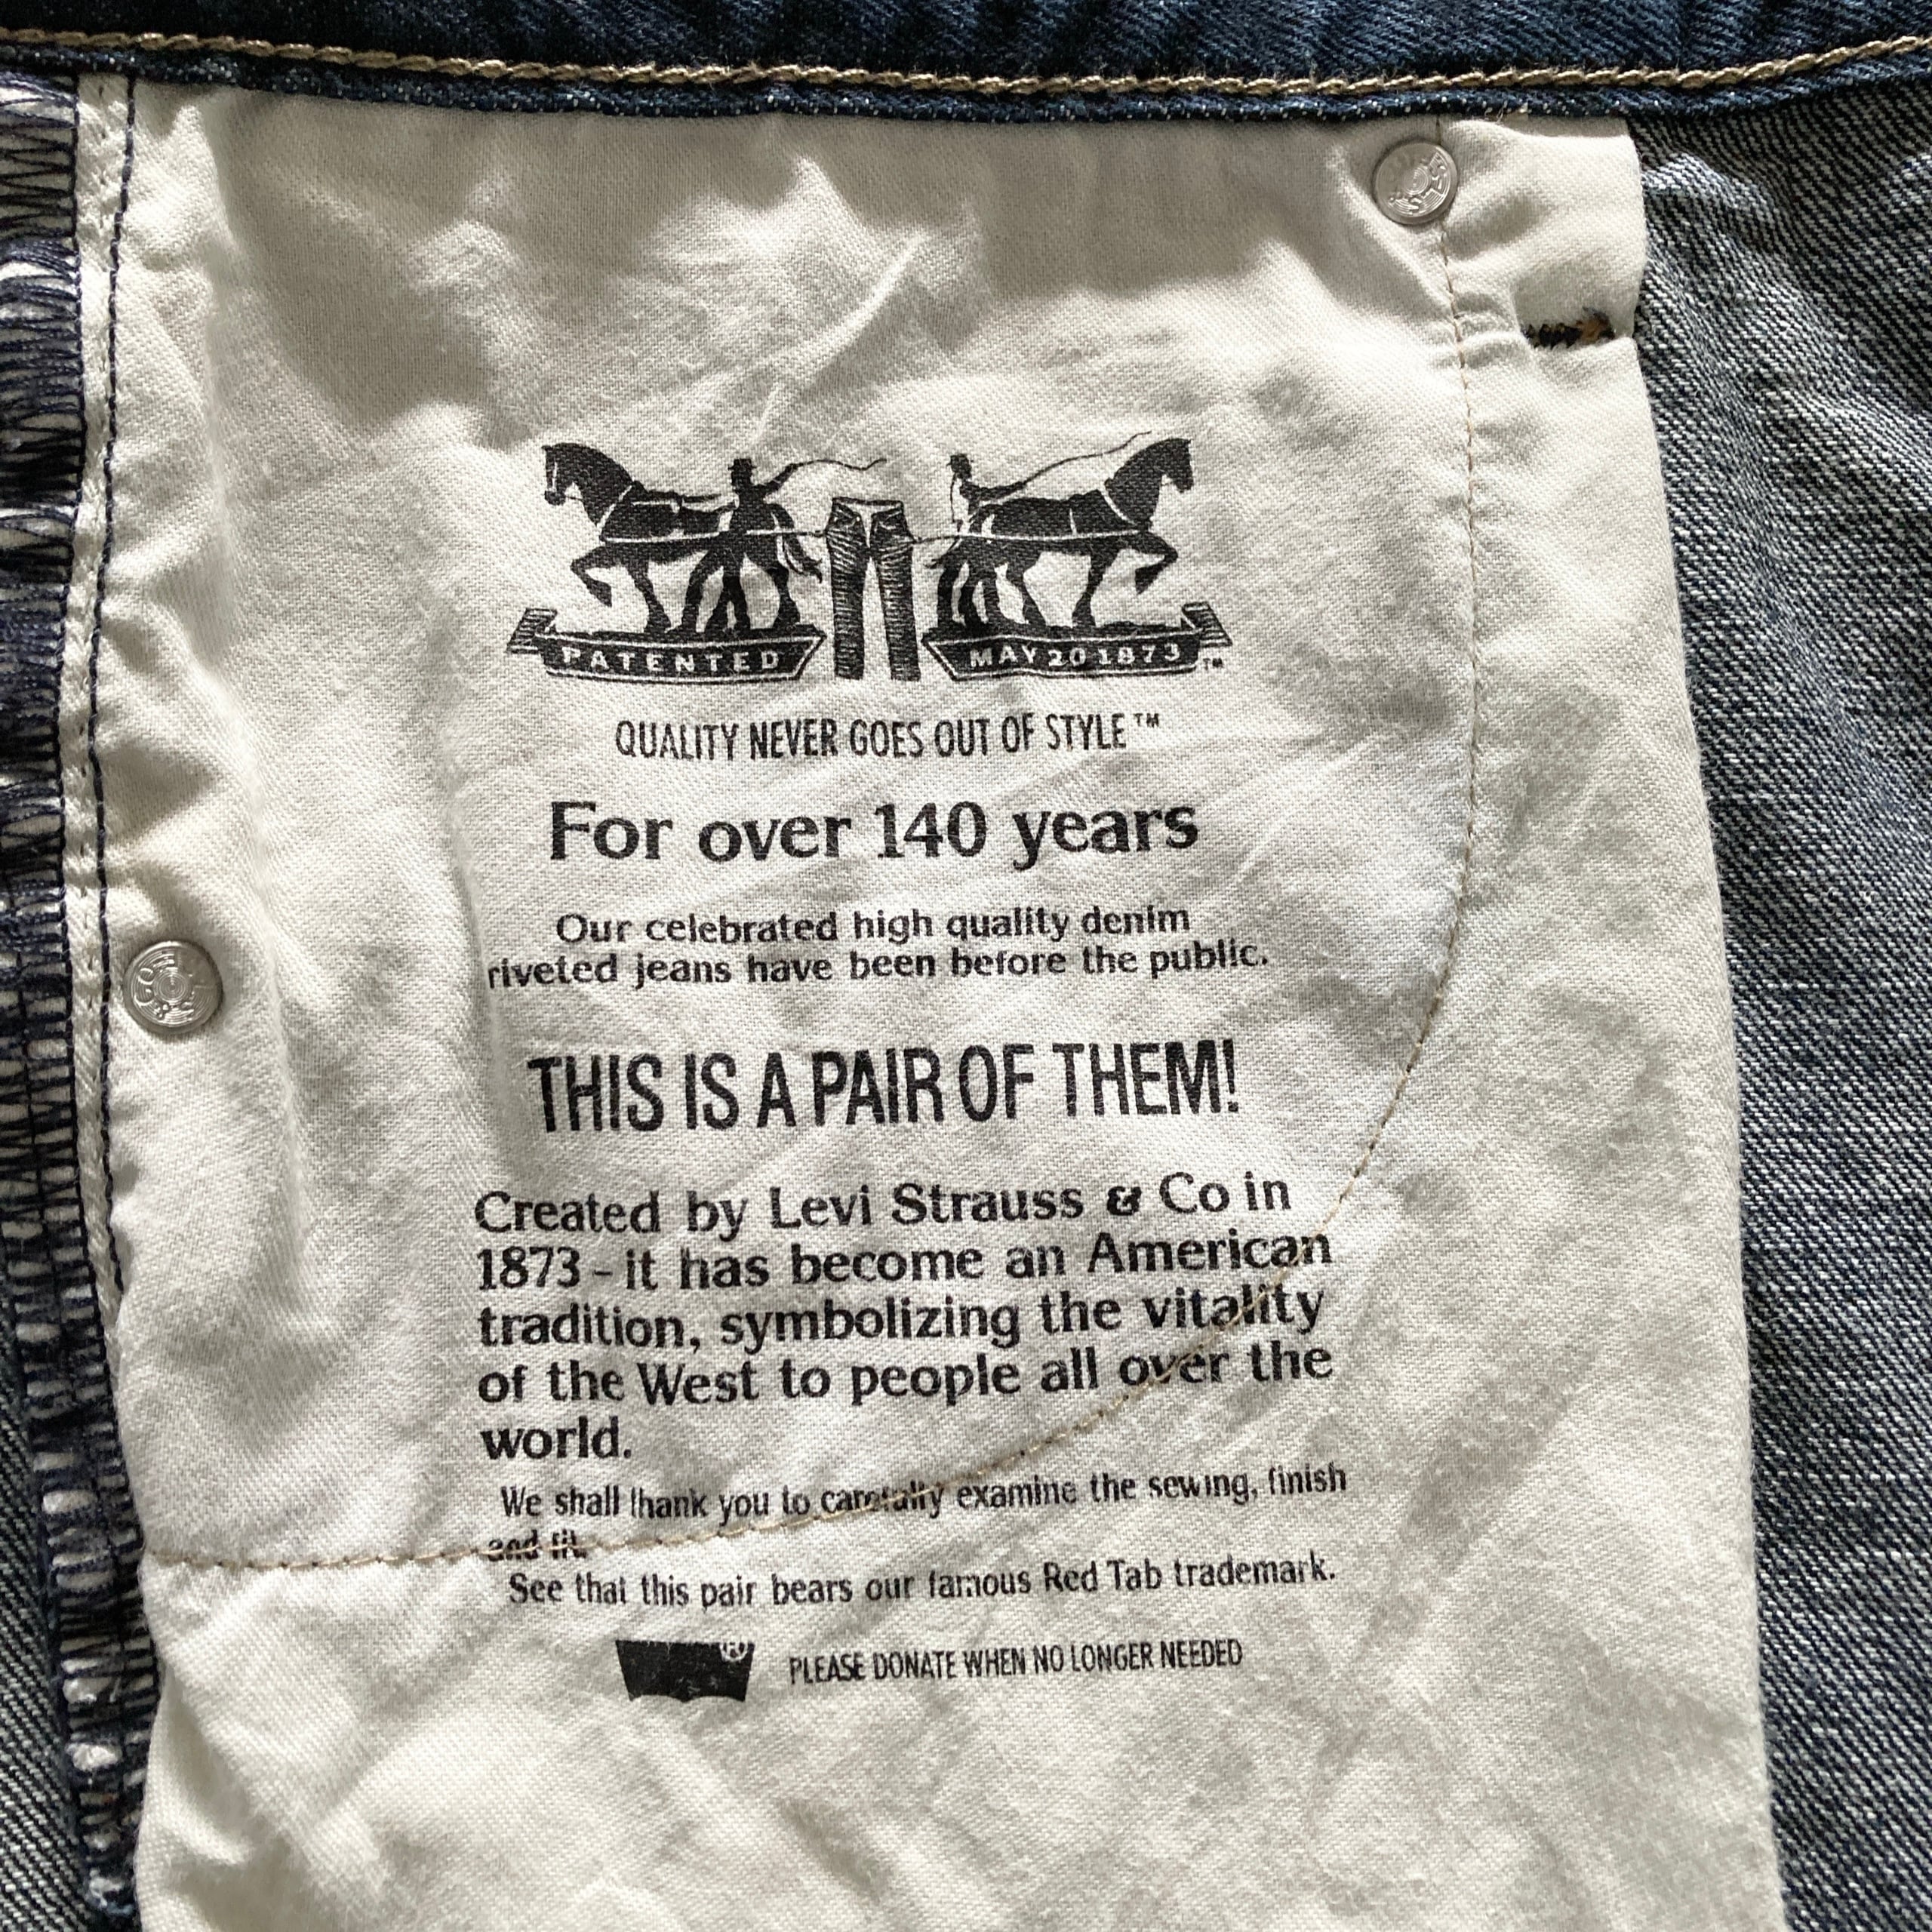 PATENTED MAY 20 1873 ™
QUALITY NEVER GOES OUT OF STYLE™
For over 140 years
Our celebrated high quality denim
riveted jeans have been before the public.
THIS IS A PAIR OF THEM!
Created by Levi Strauss & Co in
1873 - it has become an American
tradition, symbolizing the vitality
of the West to people all over the
world.
We shall thank you to carefully examine the sewing, finish
and fit.
See that this pair bears our famous Red Tab trademark.
® PLEASE DONATE WHEN NO LONGER NEEDED